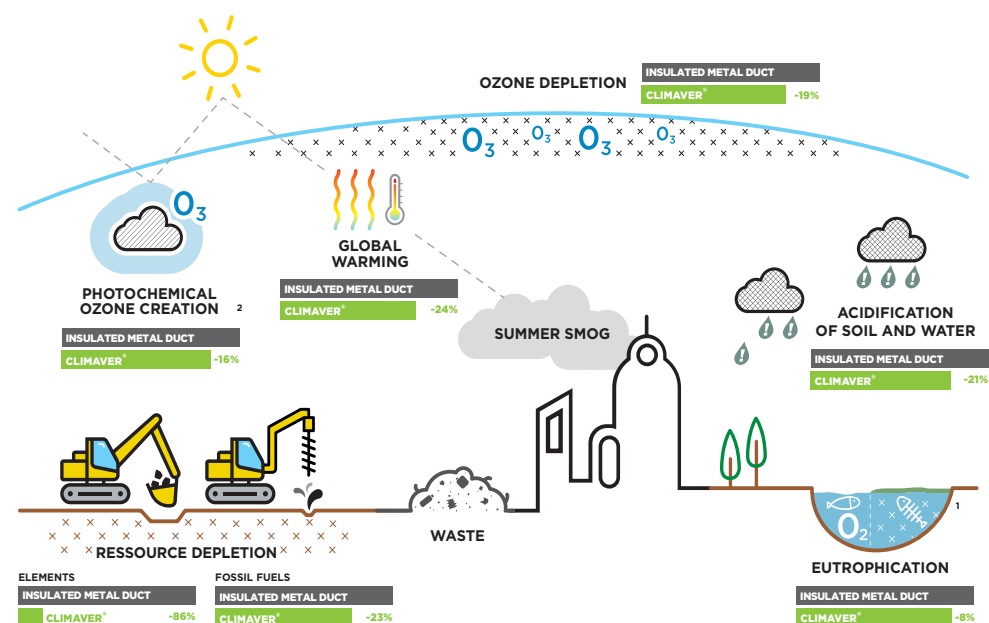 OZONE DEPLETION
INSULATED METAL DUCT
CLIMAVER®
-19%
O3 O3 O3 O3
O3
GLOBAL
WARMING
INSULATED METAL DUCT
CLIMAVER®
-24%
PHOTOCHEMICAL
OZONE CREATION 2
INSULATED METAL DUCT
CLIMAVER®
-16%
SUMMER SMOG
ACIDIFICATION
OF SOIL AND WATER
INSULATED METAL DUCT
CLIMAVER®
-21%
RESSOURCE DEPLETION
ELEMENTS
INSULATED METAL DUCT
CLIMAVER®
-86%
FOSSIL FUELS
INSULATED METAL DUCT
CLIMAVER®
-23%
WASTE
O2
1
EUTROPHICATION
INSULATED METAL DUCT
CLIMAVER®
-8%